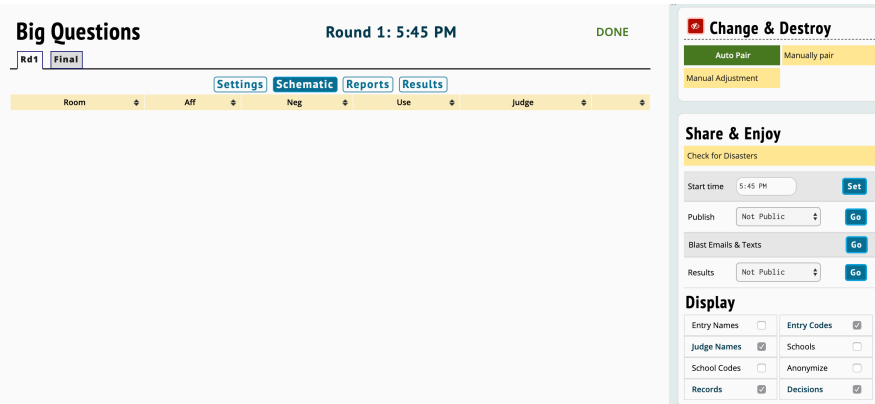 Big Questions
Round 1: 5:45 PM
DONE
Rd1 Final
Settings Schematic Reports Results
Room Aff Neg Use Judge
Change & Destroy
Auto Pair Manually pair
Manual Adjustment
Share & Enjoy
Check for Disasters
Start time 5:45 PM Set
Publish Not Public Go
Blast Emails & Texts Go
Results Not Public Go
Display
Entry Names Entry Codes
Judge Names Schools
School Codes Anonymize
Records Decisions